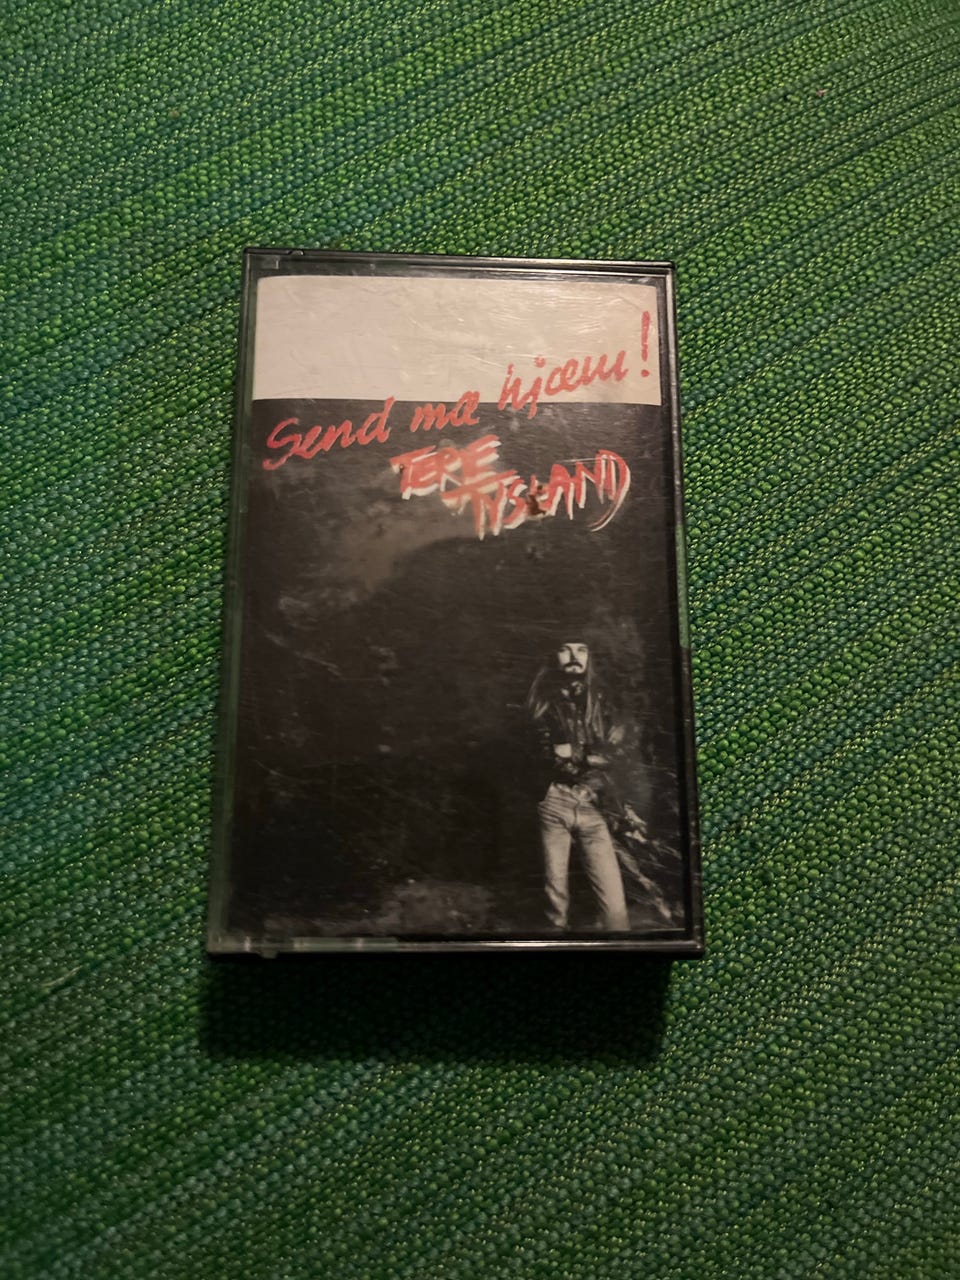 Send mæ hjæm!
TERJE
TYSLAND